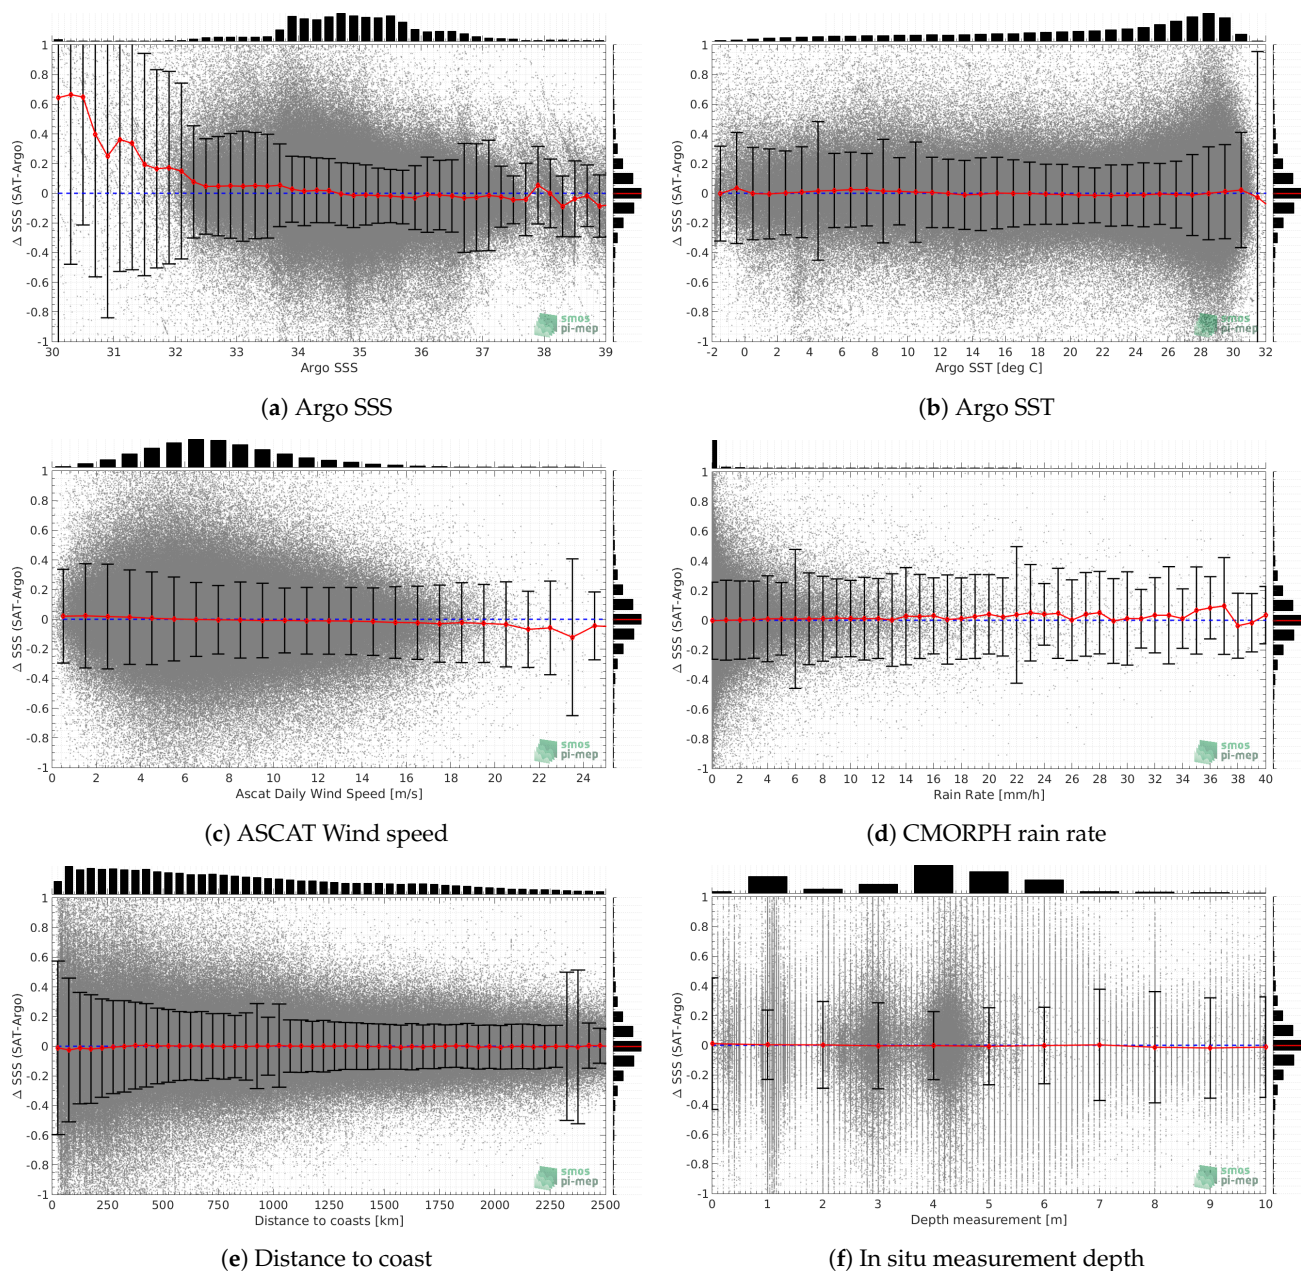 1
0.8
0.6
0.4
0.2
0
-0.2
-0.4
-0.6
-0.8
-1
Δ SSS (SAT-Argo)
30 31 32 33 34 35 36 37 38 39
Argo SSS
smos
pi-mep
(a) Argo SSS
1
0.8
0.6
0.4
0.2
0
-0.2
-0.4
-0.6
-0.8
-1
Δ SSS (SAT-Argo)
-2 0 2 4 6 8 10 12 14 16 18 20 22 24 26 28 30 32
Argo SST [deg C]
smos
pi-mep
(b) Argo SST
1
0.8
0.6
0.4
0.2
0
-0.2
-0.4
-0.6
-0.8
-1
Δ SSS (SAT-Argo)
0 2 4 6 8 10 12 14 16 18 20 22 24
Ascat Daily Wind Speed [m/s]
smos
pi-mep
(c) ASCAT Wind speed
1
0.8
0.6
0.4
0.2
0
-0.2
-0.4
-0.6
-0.8
-1
Δ SSS (SAT-Argo)
0 2 4 6 8 10 12 14 16 18 20 22 24 26 28 30 32 34 36 38 40
Rain Rate [mm/h]
smos
pi-mep
(d) CMORPH rain rate
1
0.8
0.6
0.4
0.2
0
-0.2
-0.4
-0.6
-0.8
-1
Δ SSS (SAT-Argo)
0 250 500 750 1000 1250 1500 1750 2000 2250 2500
Distance to coasts [km]
smos
pi-mep
(e) Distance to coast
1
0.8
0.6
0.4
0.2
0
-0.2
-0.4
-0.6
-0.8
-1
Δ SSS (SAT-Argo)
0 1 2 3 4 5 6 7 8 9 10
Depth measurement [m]
smos
pi-mep
(f) In situ measurement depth